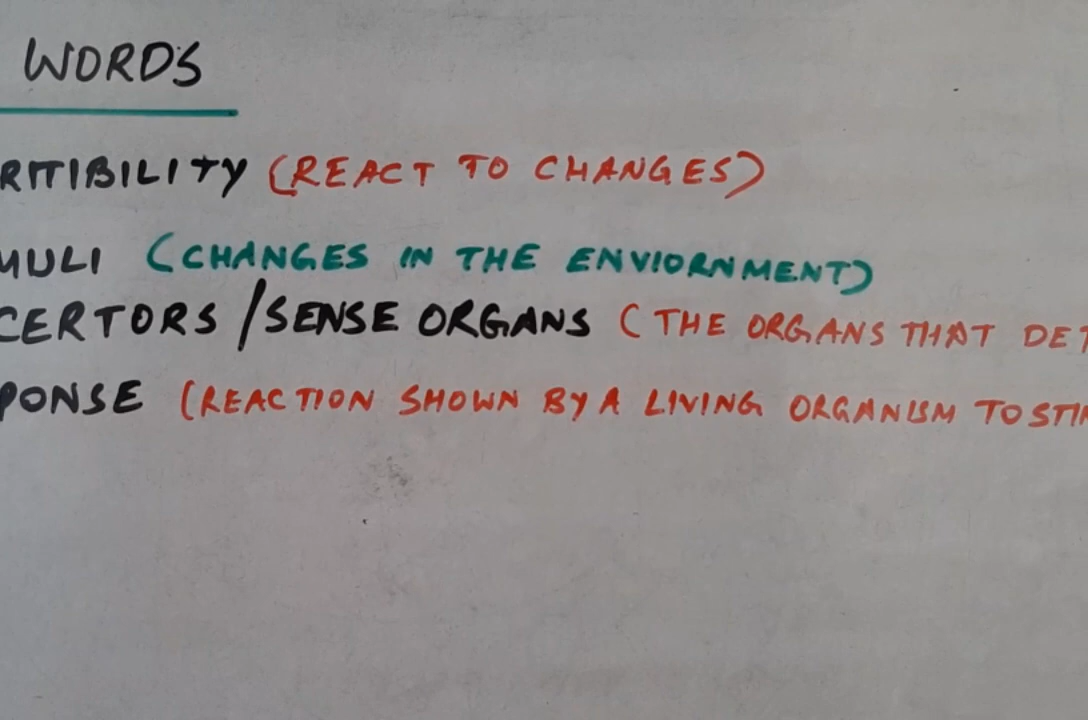 WORDS
RITIBILITY (REACT TO CHANGES)
MULI (CHANGES IN THE ENVIORNMENT)
CERTORS / SENSE ORGANS ( THE ORGANS THAT DET
PONSE (REACTION SHOWN BY A LIVING ORGANISM TO STIM